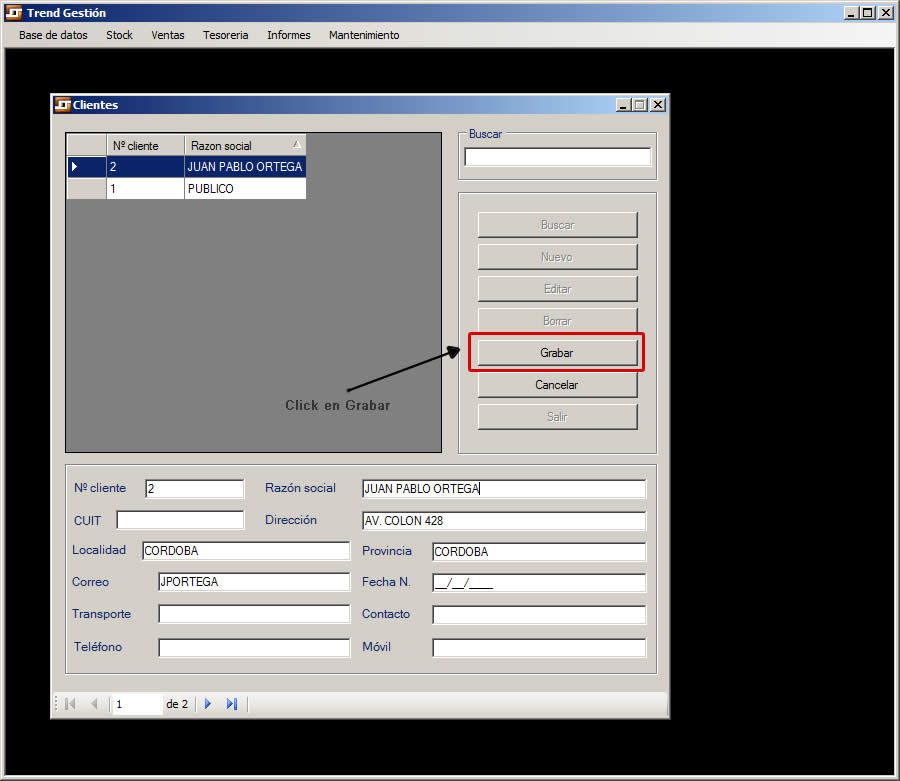 Trend Gestión
Base de datos Stock Ventas Tesoreria Informes Mantenimiento
Clientes
Nº cliente Razon social
2 JUAN PABLO ORTEGA
1 PUBLICO
Buscar
Buscar
Nuevo
Editar
Borrar
Grabar
Cancelar
Salir
Click en Grabar
Nº cliente 2 Razón social JUAN PABLO ORTEGA
CUIT Dirección AV. COLON 428
Localidad CORDOBA Provincia CORDOBA
Correo JPORTEGA Fecha N. __/__/____
Transporte Contacto
Teléfono Móvil
1 de 2